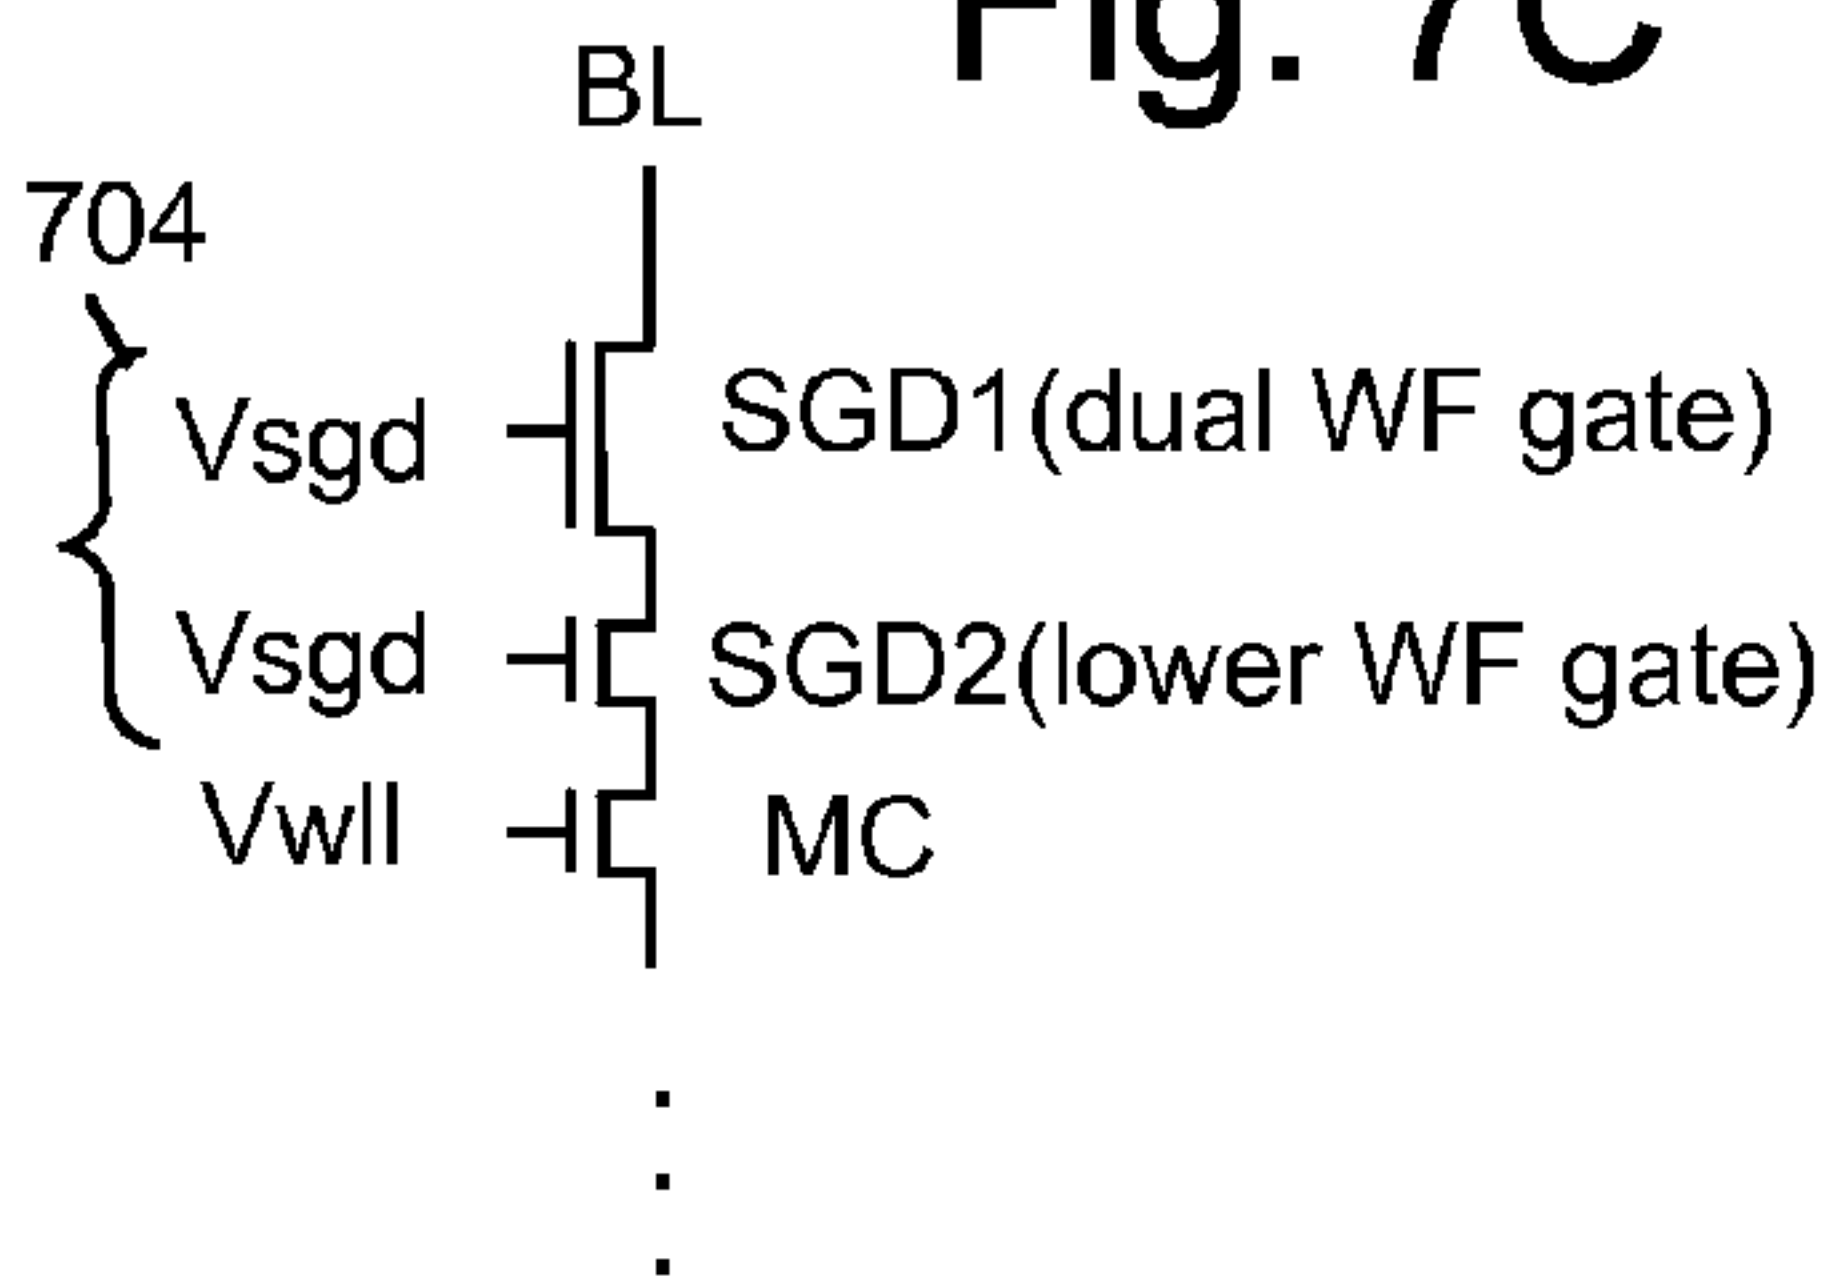 Fig. 7C
BL
704
Vsgd SGD1(dual WF gate)
Vsgd SGD2(lower WF gate)
Vwll MC